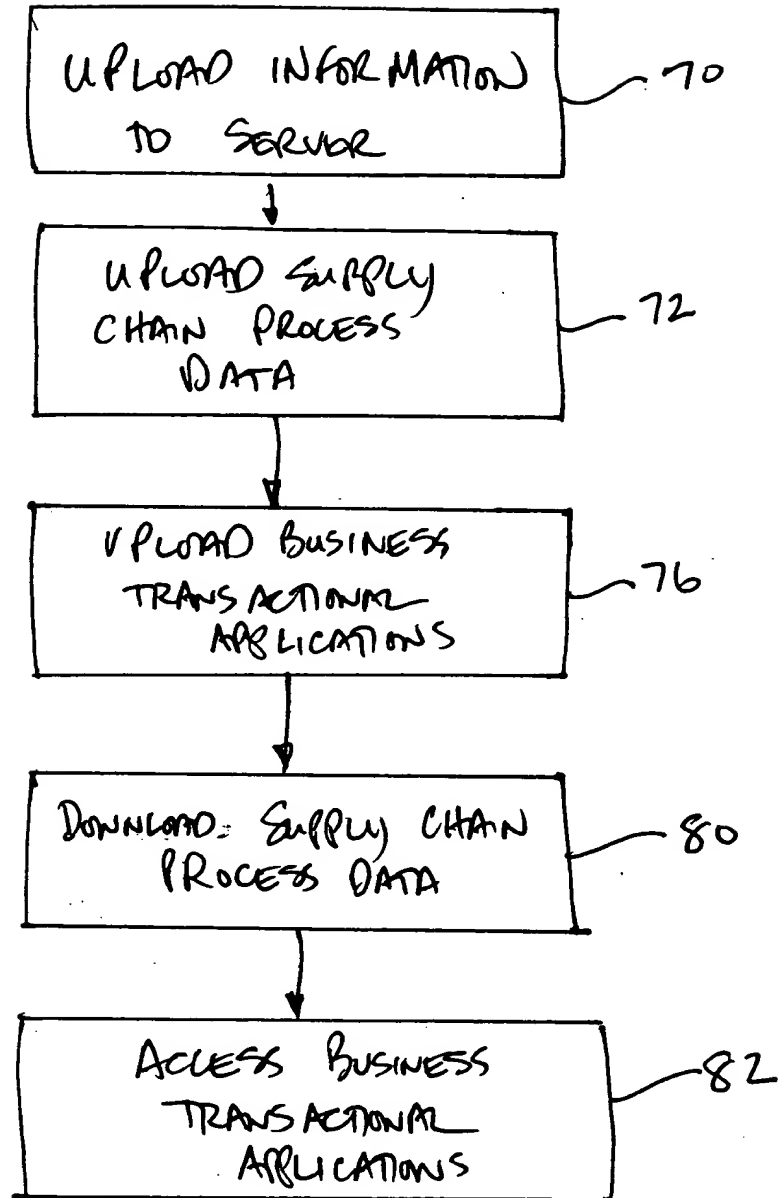 UPLOAD INFORMATION
TO SERVER
70
UPLOAD SUPPLY
CHAIN PROCESS
DATA
72
UPLOAD BUSINESS
TRANSACTIONAL
APPLICATIONS
76
DOWNLOAD SUPPLY CHAIN
PROCESS DATA
80
ACCESS BUSINESS
TRANSACTIONAL
APPLICATIONS
82